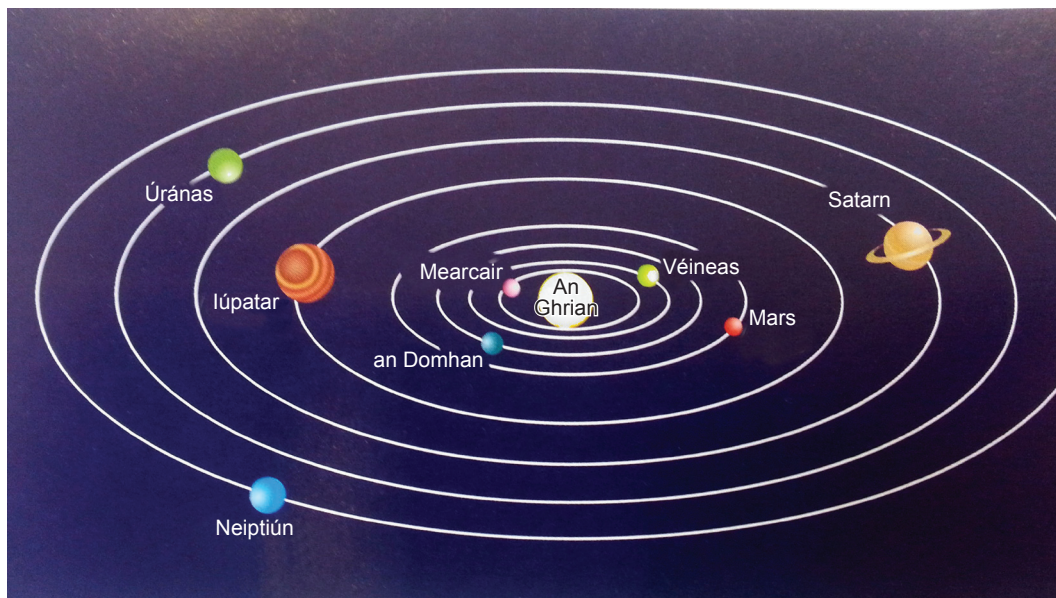 Úránas
Satarn
Mearcair
Véineas
An
Ghrian
Iúpatar
Mars
an Domhan
Neiptiún